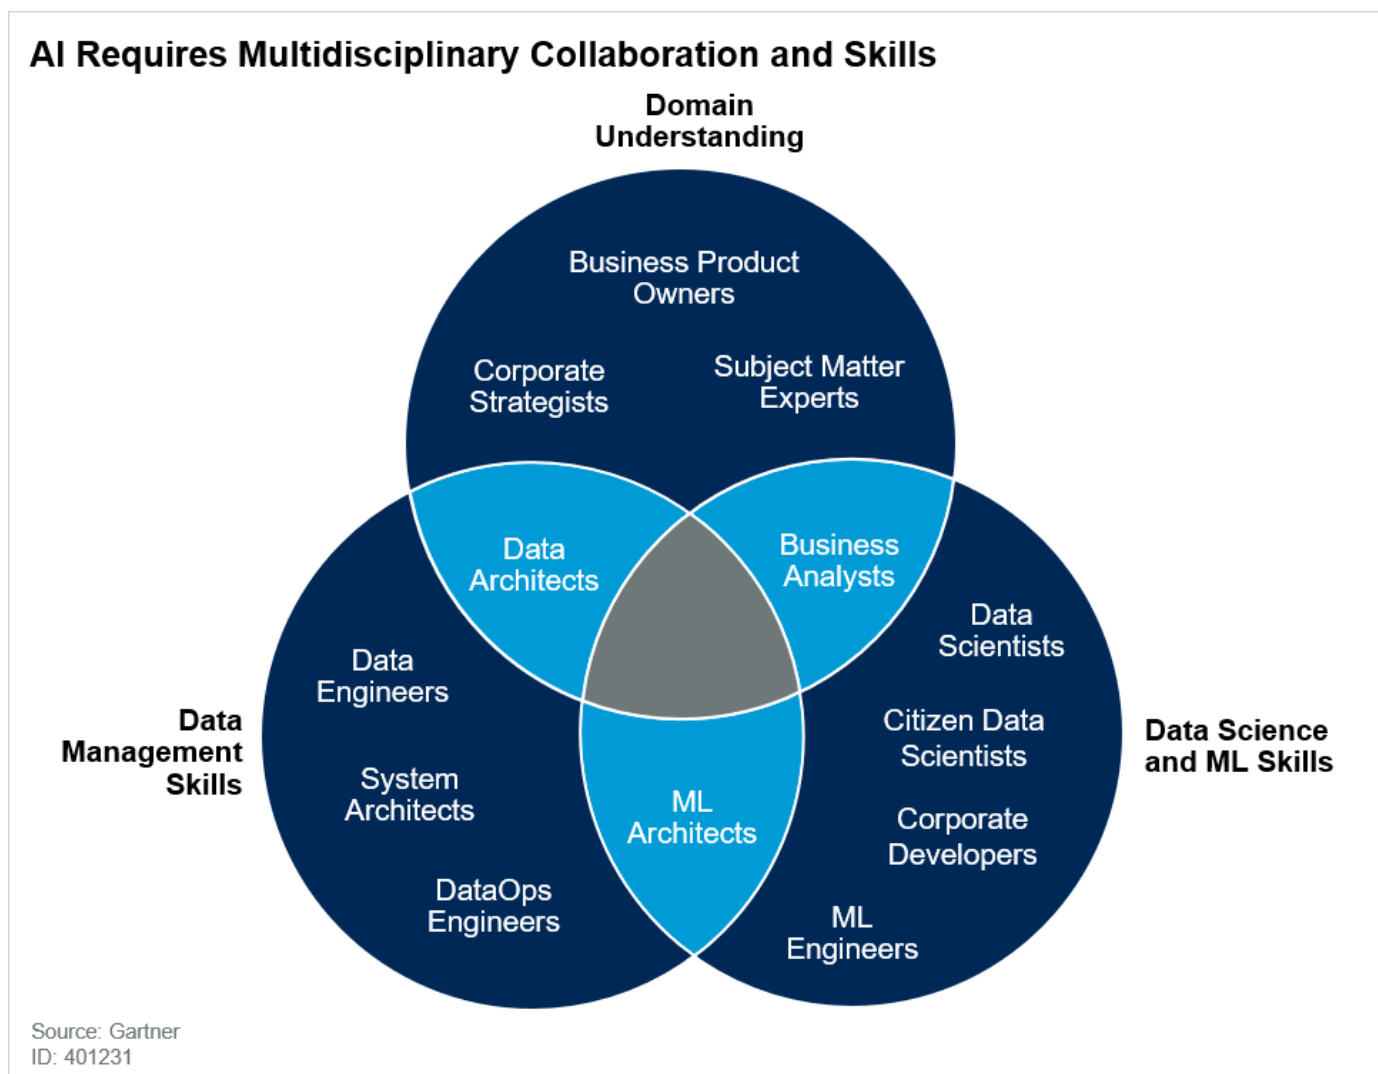 AI Requires Multidisciplinary Collaboration and Skills
Domain
Understanding
Business Product
Owners
Corporate
Strategists
Subject Matter
Experts
Data
Architects
Business
Analysts
Data
Engineers
System
Architects
DataOps
Engineers
Data
Management
Skills
ML
Architects
Data
Scientists
Citizen Data
Scientists
Corporate
Developers
ML
Engineers
Data Science
and ML Skills
Source: Gartner
ID: 401231